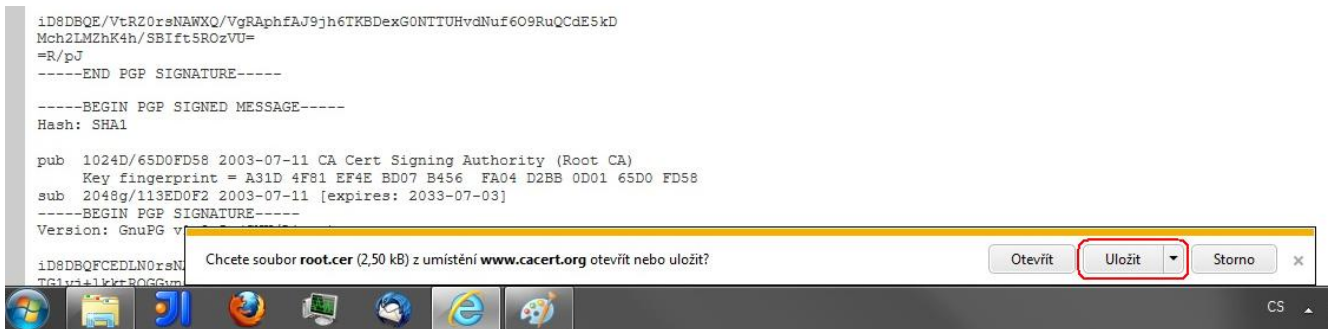 iD8DBQE/VtRZ0rsNAWXQ/VgRAphfAJ9jh6TKBDexG0NTTUHvdNuf6O9RuQCdE5kD
Mch2LMZhK4h/SBIft5ROzVU=
=R/pJ
-----END PGP SIGNATURE-----
-----BEGIN PGP SIGNED MESSAGE-----
Hash: SHA1
pub 1024D/65D0FD58 2003-07-11 CA Cert Signing Authority (Root CA)
Key fingerprint = A31D 4F81 EF4E BD07 B456 FA04 D2BB 0D01 65D0 FD58
sub 2048g/113ED0F2 2003-07-11 [expires: 2033-07-03]
-----BEGIN PGP SIGNATURE-----
Version: GnuPG v
iD8DBQFCEDLN0rsN
Chcete soubor root.cer (2,50 kB) z umístění www.cacert.org otevřít nebo uložit?
Otevřít
Uložit
Storno
CS